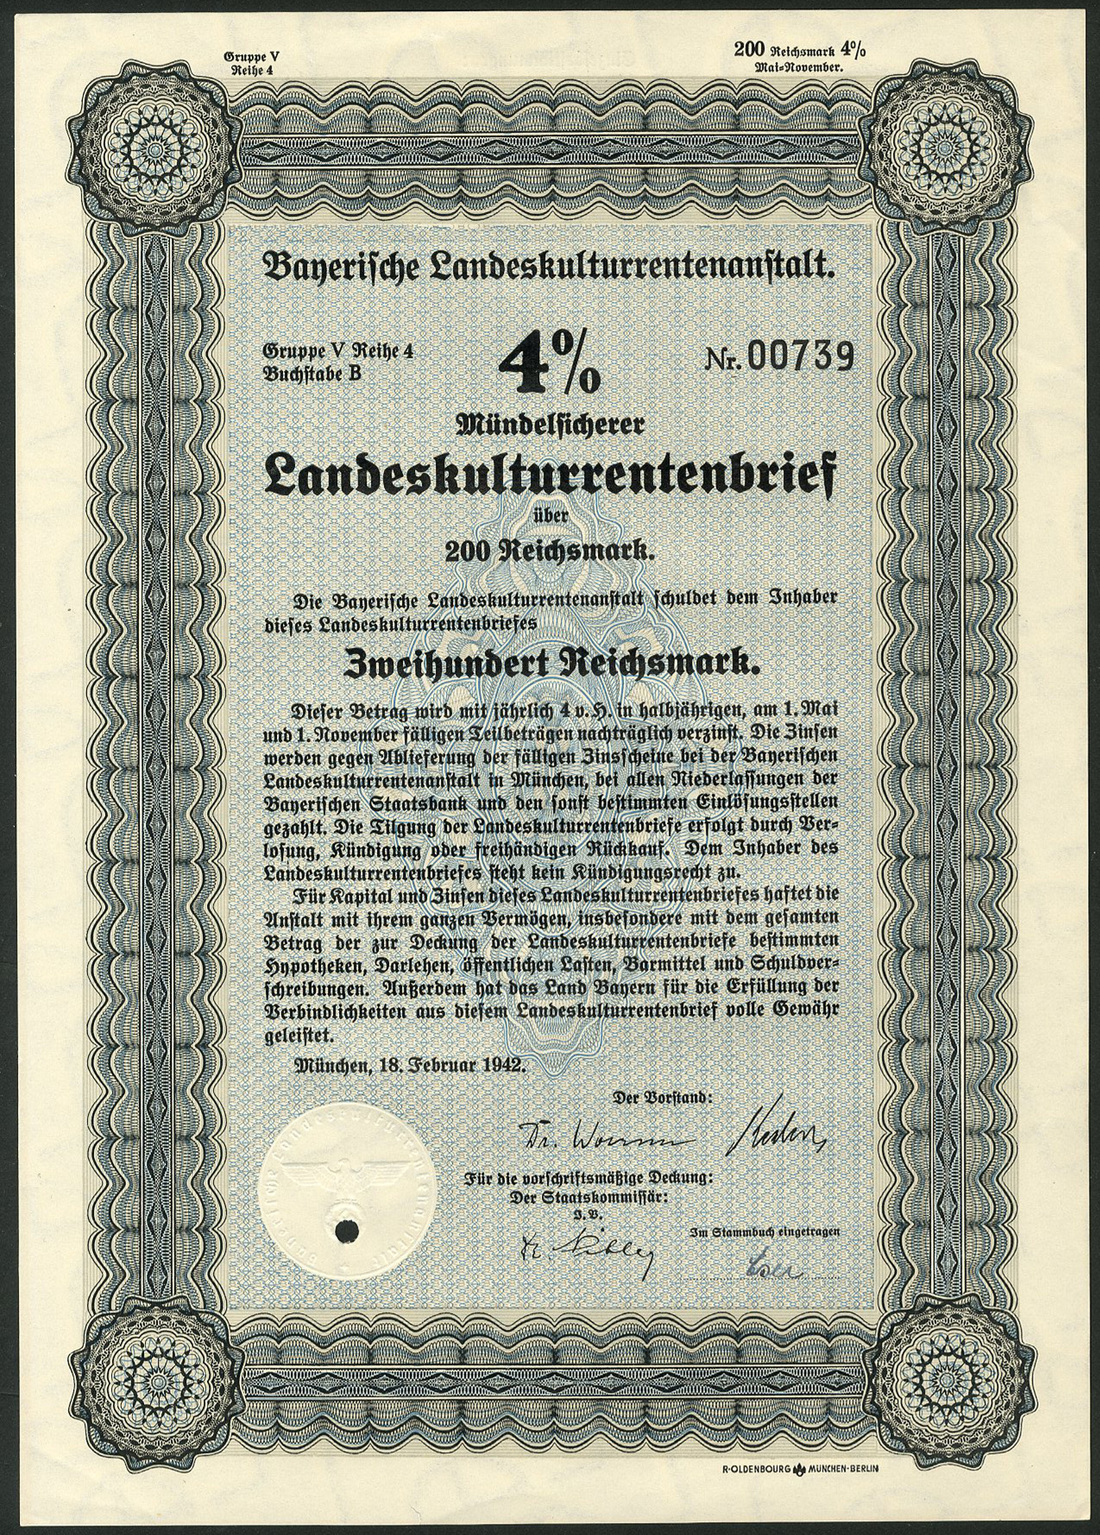 Gruppe V
Reihe 4
200 Reichsmark 4%
Mai-November.
Bayerische Landeskulturrentenanstalt.
Gruppe V Reihe 4
Buchstabe B
4%
Nr. 00739
Mündelsicherer
Landeskulturrentenbrief
über
200 Reichsmark.
Die Bayerische Landeskulturrentenanstalt schuldet dem Inhaber
dieses Landeskulturrentenbriefes
Zweihundert Reichsmark.
Dieser Betrag wird mit jährlich 4 v. H. in halbjährigen, am 1. Mai
und 1. November fälligen Teilbeträgen nachträglich verzinst. Die Zinsen
werden gegen Ablieferung der fälligen Zinsscheine bei der Bayerischen
Landeskulturrentenanstalt in München, bei allen Niederlassungen der
Bayerischen Staatsbank und den sonst bestimmten Einlösungsstellen
gezahlt. Die Tilgung der Landeskulturrentenbriefe erfolgt durch Ver-
losung, Kündigung oder freihändigen Rückkauf. Dem Inhaber des
Landeskulturrentenbriefes steht kein Kündigungsrecht zu.
Für Kapital und Zinsen dieses Landeskulturrentenbriefes haftet die
Anstalt mit ihrem ganzen Vermögen, insbesondere mit dem gesamten
Betrag der zur Deckung der Landeskulturrentenbriefe bestimmten
Hypotheken, Darlehen, öffentlichen Lasten, Barmittel und Schuldver-
schreibungen. Außerdem hat das Land Bayern für die Erfüllung der
Verbindlichkeiten aus diesem Landeskulturrentenbrief volle Gewähr
geleistet.
München, 18. Februar 1942.
Der Vorstand:
Dr.
Für die vorschriftsmäßige Deckung:
Der Staatskommissär:
I. V.
Im Stammbuch eingetragen
R·OLDENBOURG MÜNCHEN·BERLIN